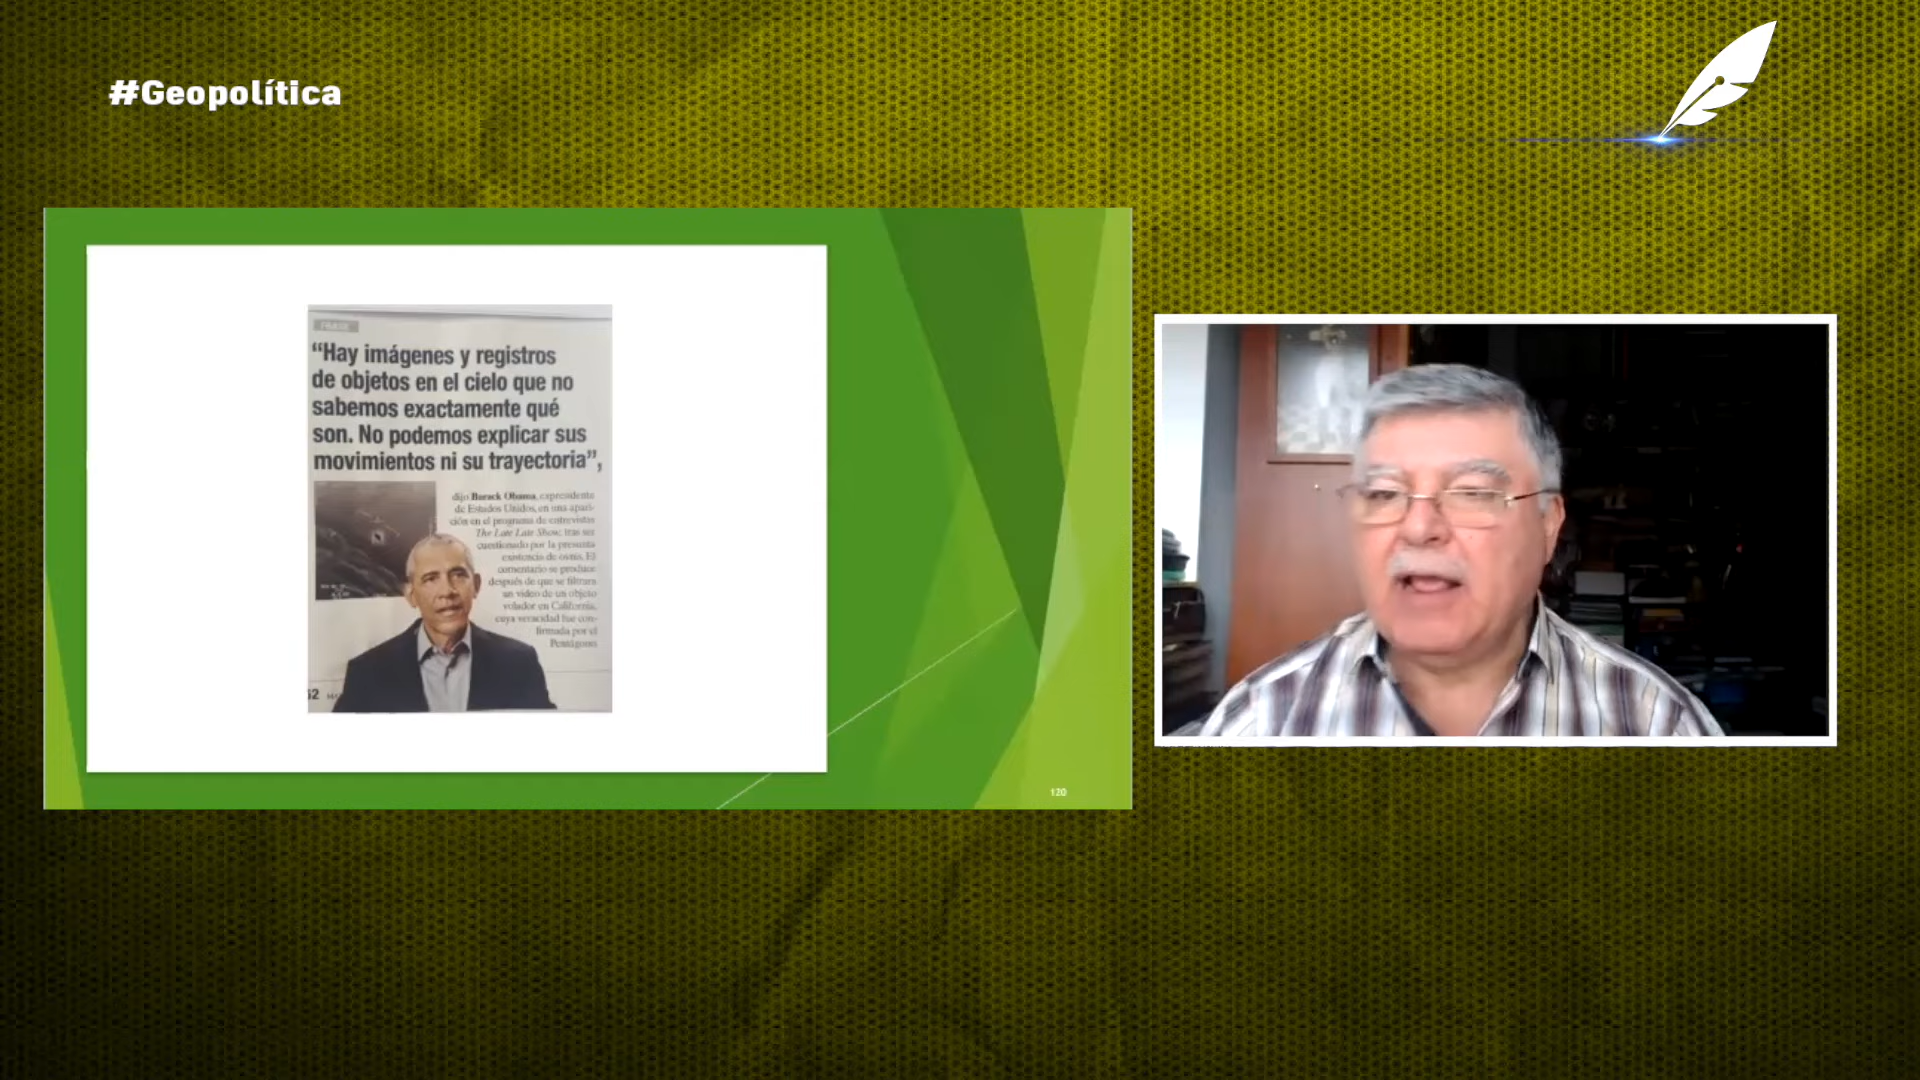 #Geopolítica
FRASE
“Hay imágenes y registros
de objetos en el cielo que no
sabemos exactamente qué
son. No podemos explicar sus
movimientos ni su trayectoria”,
dijo Barack Obama, expresidente
de Estados Unidos, en una apari-
ción en el programa de entrevistas
The Late Late Show, tras ser
cuestionado por la presunta
existencia de ovnis. El
comentario se produce
después de que se filtrara
un video de un objeto
volador en California,
cuya veracidad fue con-
firmada por el
Pentágono
62
120